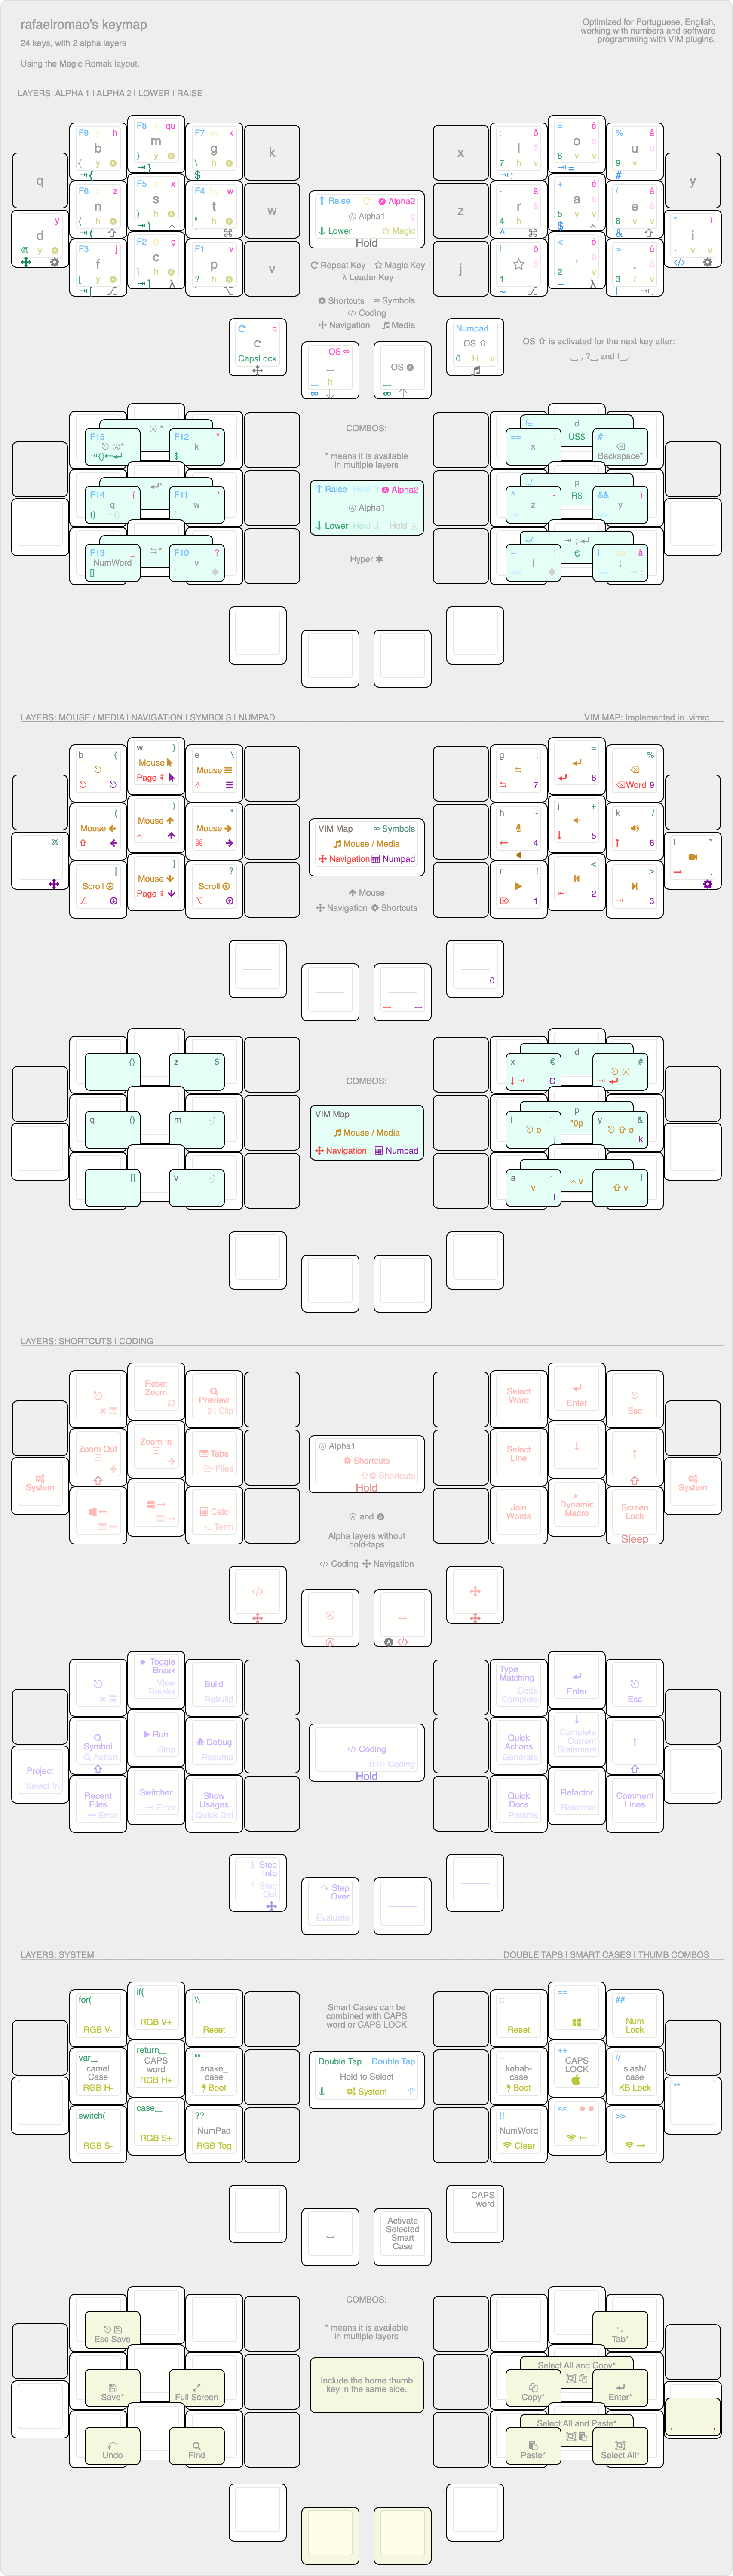 rafaelromao's keymap
24 keys, with 2 alpha layers
Using the Magic Romak layout.
Optimized for Portuguese, English,
working with numbers and software
programming with VIM plugins.
LAYERS: ALPHA 1 | ALPHA 2 | LOWER | RAISE
F9 h
b
{ y
F8 qu
m
} y
F7 k
g
\ h
k
q
F6 z
n
( h
F5 x
s
)
F4 w
t
* h
w
y
d
@ y
F3 j
f
[ y
F2 ç
c
]
F1 v
p
? h
v
Raise Alpha2
Alpha1
Lower Magic
Hold
Repeat Key Magic Key
λ Leader Key
Shortcuts ∞ Symbols
</> Coding
Navigation Media
x
: õ
l
7 h v
= ê
o
8 v v
% â
u
9 v
y
z
- ã
r
4 h
+ é
a
5 v v
/ á
e
6 v v
i
j
1
< ó
,
2 v
> ú
.
3 / v
q
CapsLock
OS ∞
h
OS
Numpad '
OS
0 H v
OS ⇧ is activated for the next key after:
._ , ?_ and !_.
COMBOS:
* means it is available
in multiple layers
Raise Hold Alpha2
Alpha1
Lower Hold Hold
Hyper
F15
F12 "
k
$
F14 (
q
()
F11 '
w
F13 _
NumWord
[]
F10 ?
v
!=
d
== :
x
US$
#
Backspace*
^ -
z
p
R$
&& )
y
~ !
j
€
|| à
;
LAYERS: MOUSE / MEDIA | NAVIGATION | SYMBOLS | NUMPAD
VIM MAP: Implemented in .vimrc
b {
w }
Mouse
Page
e \
Mouse
(
Mouse
)
Mouse
*
Mouse
@
[
Scroll
]
Mouse
Page
?
Scroll
VIM Map ∞ Symbols
Mouse / Media
Navigation Numpad
Mouse
Navigation Shortcuts
g :
7
=
8
%
Word 9
h -
4
j +
5
k /
6
l *
r !
1
<
2
>
3
0
COMBOS:
VIM Map
Mouse / Media
Navigation Numpad
{}
z $
q ()
m
[]
v
d
x €
G
#
i
o
j
p
"0p
y &
o
k
a
v
v
|
v
LAYERS: SHORTCUTS | CODING
Reset
Zoom
Preview
Clip
Zoom Out
Zoom In
Tabs
Files
System
Calc
Term
Alpha1
Shortcuts
Shortcuts
Hold
and
Alpha layers without
hold-taps
</> Coding Navigation
Select
Word
Enter
Esc
Select
Line
System
Join
Words
Dynamic
Macro
Screen
Lock
Sleep
</>
</>
Toggle
Break
View
Breaks
Build
Rebuild
Symbol
Action
Run
Stop
Debug
Resume
Project
Select In
Recent
Files
Error
Switcher
Error
Show
Usages
Quick Def
</> Coding
</> Coding
Hold
Type
Matching
Code
Complete
Enter
Esc
Quick
Actions
Generate
Complete
Current
Statement
Quick
Docs
Params
Refactor
Reformat
Comment
Lines
Step
Into
Step
Out
Step
Over
Evaluate
LAYERS: SYSTEM
DOUBLE TAPS | SMART CASES | THUMB COMBOS
for(
RGB V-
if(
RGB V+
\\
Reset
var_
camel
Case
RGB H-
return_
CAPS
word
RGB H+
snake_
case
Boot
switch(
RGB S-
case_
RGB S+
??
NumPad
RGB Tog
Smart Cases can be
combined with CAPS
word or CAPS LOCK
Double Tap Double Tap
Hold to Select
System
::
Reset
==
##
Num
Lock
--
kebab-
case
Boot
++
CAPS
LOCK
//
slash/
case
KB Lock
!!
NumWord
Clear
<<
>>
Activate
Selected
Smart
Case
CAPS
word
COMBOS:
* means it is available
in multiple layers
Include the home thumb
key in the same side.
Esc Save
Save*
Full Screen
Undo
Find
Tab*
Select All and Copy*
Copy*
Enter*
Select All and Paste*
Paste*
Select All*